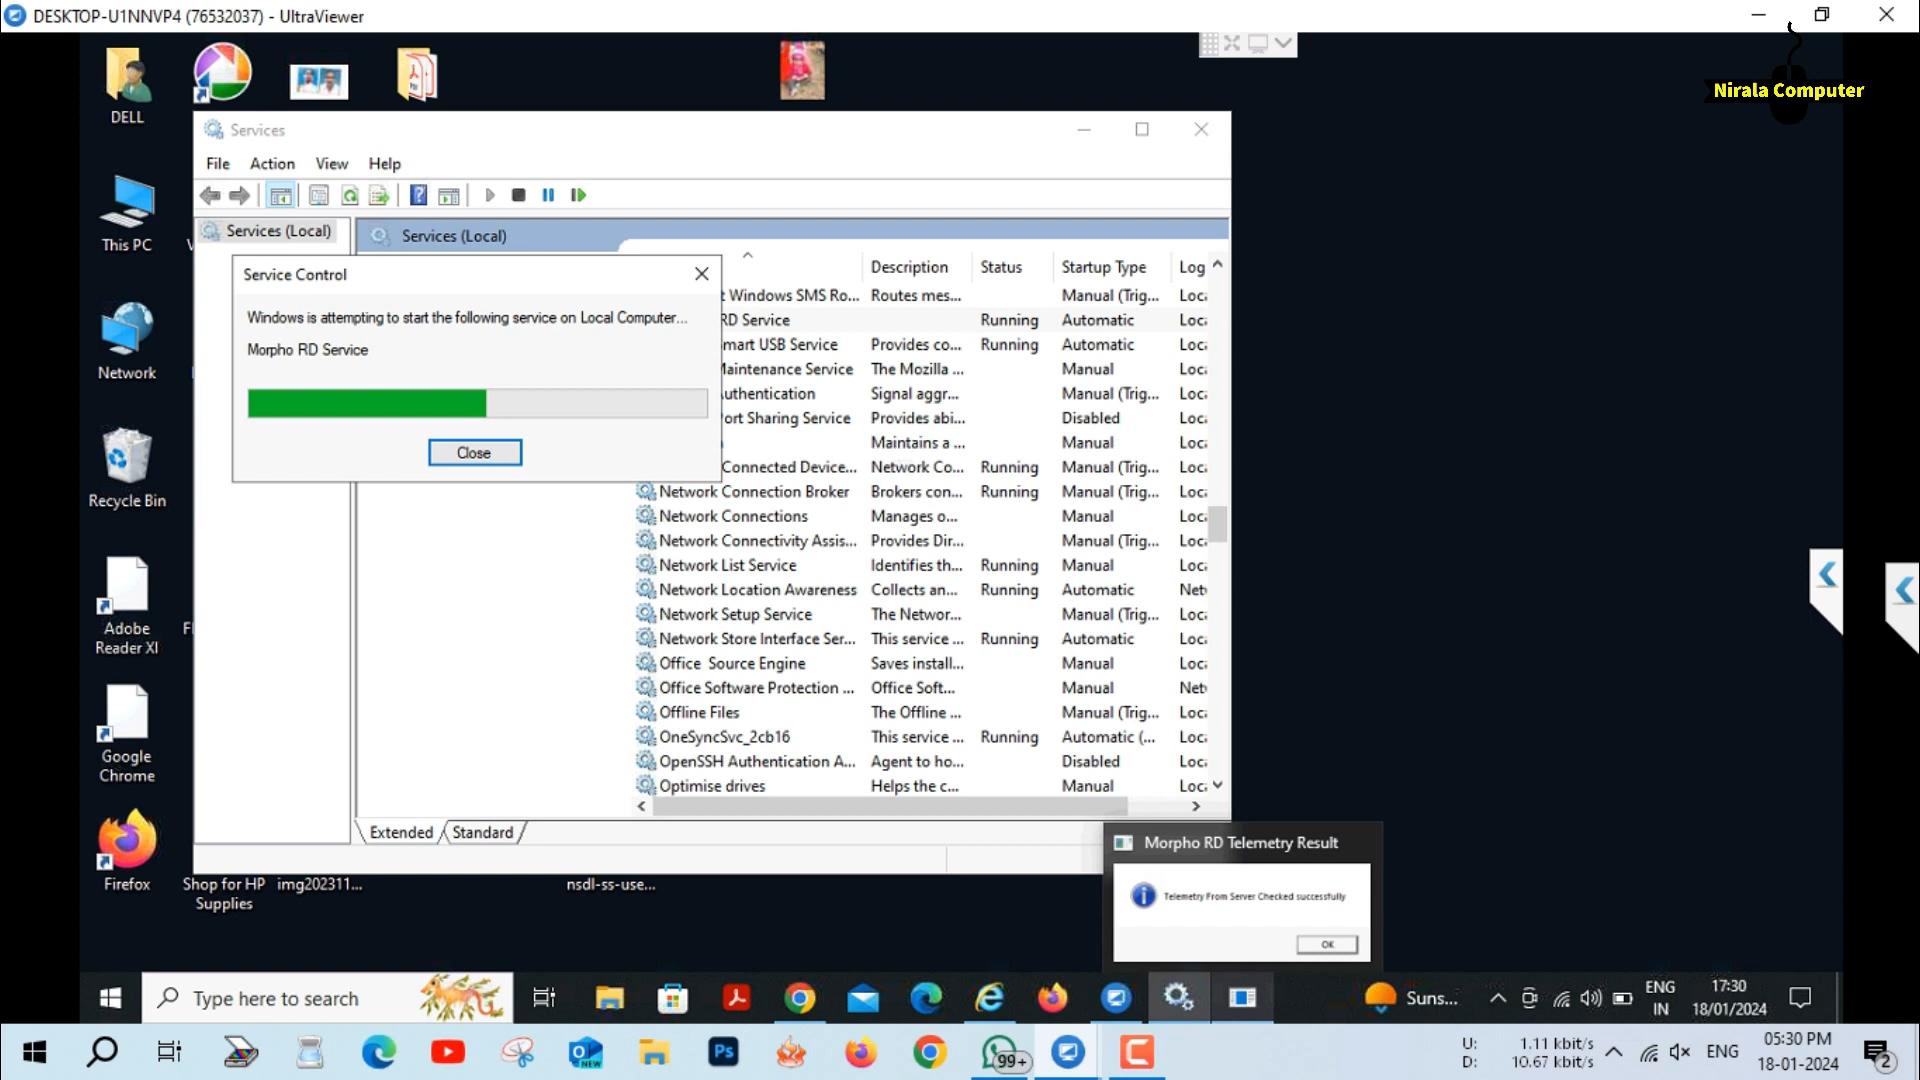 DESKTOP-U1NNVP4 (76532037) - UltraViewer
Nirala Computer
DELL
This PC
Network
Recycle Bin
Adobe
Reader XI
Google
Chrome
Firefox
Shop for HP
Supplies
img202311...
nsdl-ss-use...
Services
File Action View Help
Services (Local)
Services (Local)
Service Control
Windows is attempting to start the following service on Local Computer...
Morpho RD Service
Close
Description Status Startup Type Log
t Windows SMS Ro... Routes mes... Manual (Trig... Loc
RD Service Running Automatic Loc
mart USB Service Provides co... Running Automatic Loc
Maintenance Service The Mozilla ... Manual Loc
uthentication Signal aggr... Manual (Trig... Loc
ort Sharing Service Provides abi... Disabled Loc
Maintains a ... Manual Loc
Connected Device... Network Co... Running Manual (Trig... Loc
Network Connection Broker Brokers con... Running Manual (Trig... Loc
Network Connections Manages o... Manual Loc
Network Connectivity Assis... Provides Dir... Manual (Trig... Loc
Network List Service Identifies th... Running Manual Loc
Network Location Awareness Collects an... Running Automatic Net
Network Setup Service The Networ... Manual (Trig... Loc
Network Store Interface Ser... This service ... Running Automatic Loc
Office Source Engine Saves install... Manual Loc
Office Software Protection ... Office Soft... Manual Net
Offline Files The Offline ... Manual (Trig... Loc
OneSyncSvc_2cb16 This service ... Running Automatic (... Loc
OpenSSH Authentication A... Agent to ho... Disabled Loc
Optimise drives Helps the c... Manual Loc
Extended Standard
Morpho RD Telemetry Result
Telemetry From Server Checked successfully
OK
Type here to search
Suns...
ENG
IN
17:30
18/01/2024
Ps
NEW
99+
U: 1.11 kbit/s
D: 10.67 kbit/s
ENG
05:30 PM
18-01-2024
2